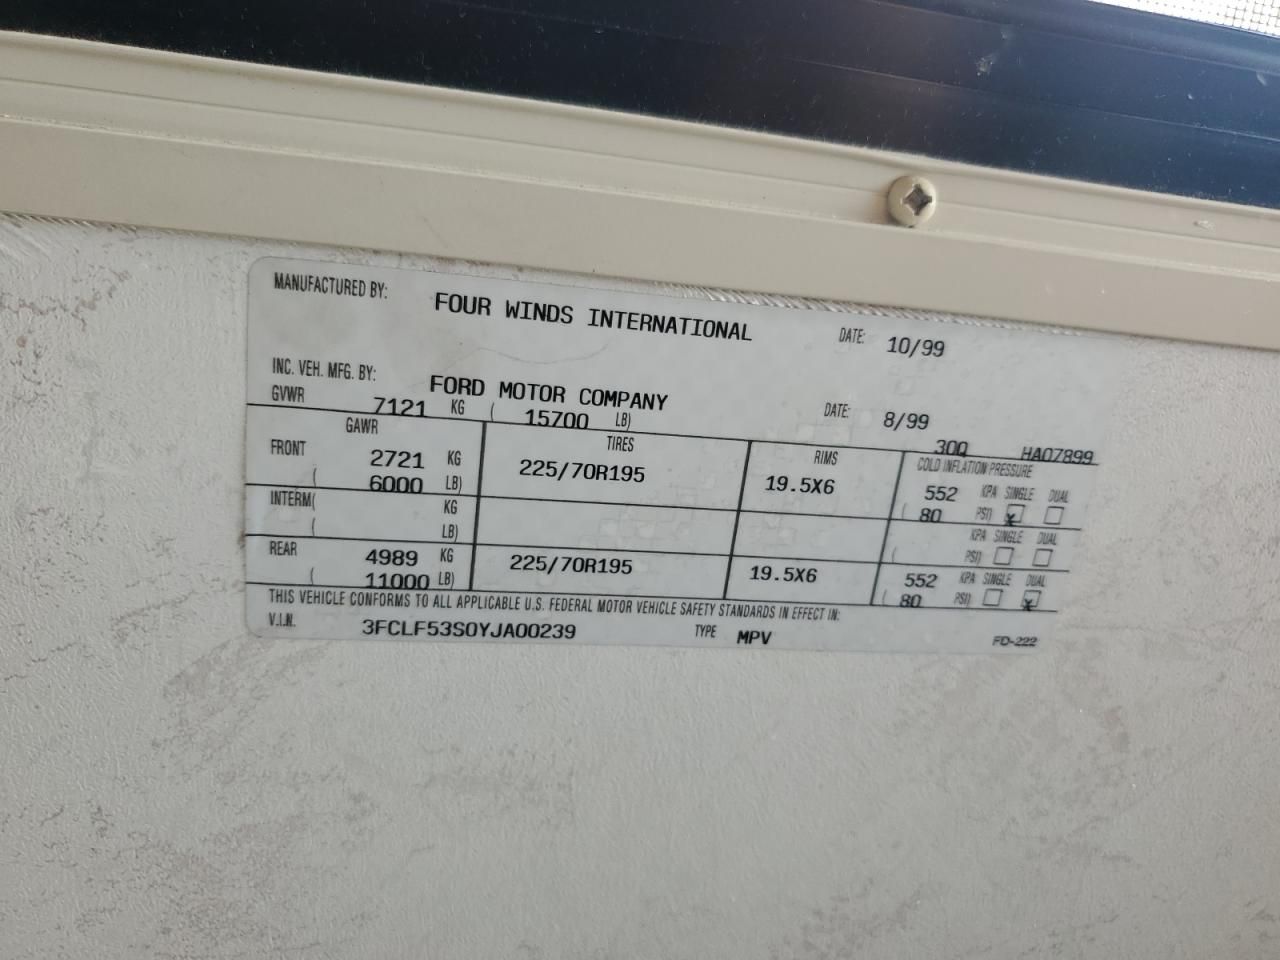 MANUFACTURED BY: FOUR WINDS INTERNATIONAL DATE: 10/99
INC. VEH. MFG. BY: FORD MOTOR COMPANY DATE: 8/99
GVWR 7121 KG ( 15700 LB) 30Q HA07899
GAWR TIRES RIMS COLD INFLATION PRESSURE
FRONT 2721 KG 225/70R195 19.5X6 552 KPA SINGLE DUAL
( 6000 LB) ( 80 PSI) X
INTERM( KG KPA SINGLE DUAL
( LB) ( PSI)
REAR 4989 KG 225/70R195 19.5X6 552 KPA SINGLE DUAL
( 11000 LB) ( 80 PSI) X
THIS VEHICLE CONFORMS TO ALL APPLICABLE U.S. FEDERAL MOTOR VEHICLE SAFETY STANDARDS IN EFFECT IN:
V.I.N. 3FCLF53S0YJA00239 TYPE MPV FD-222